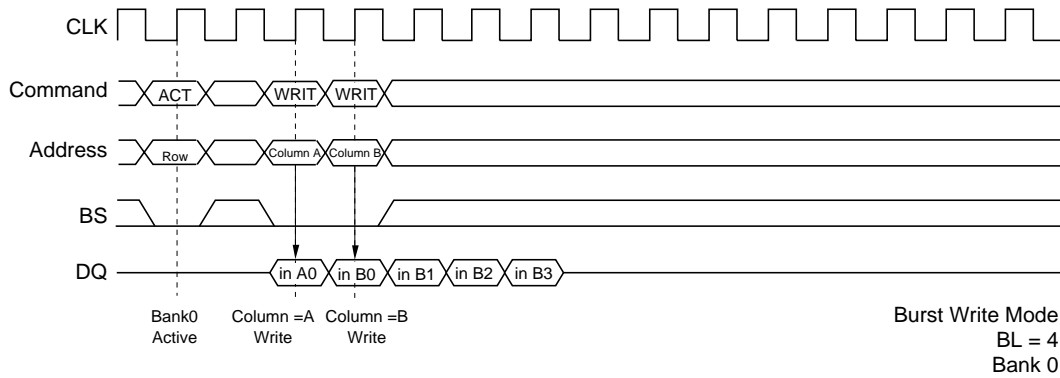 CLK
Command ACT WRIT WRIT
Address Row Column A Column B
BS
DQ in A0 in B0 in B1 in B2 in B3
Bank0 Column =A Column =B
Active Write Write
Burst Write Mode
BL = 4
Bank 0